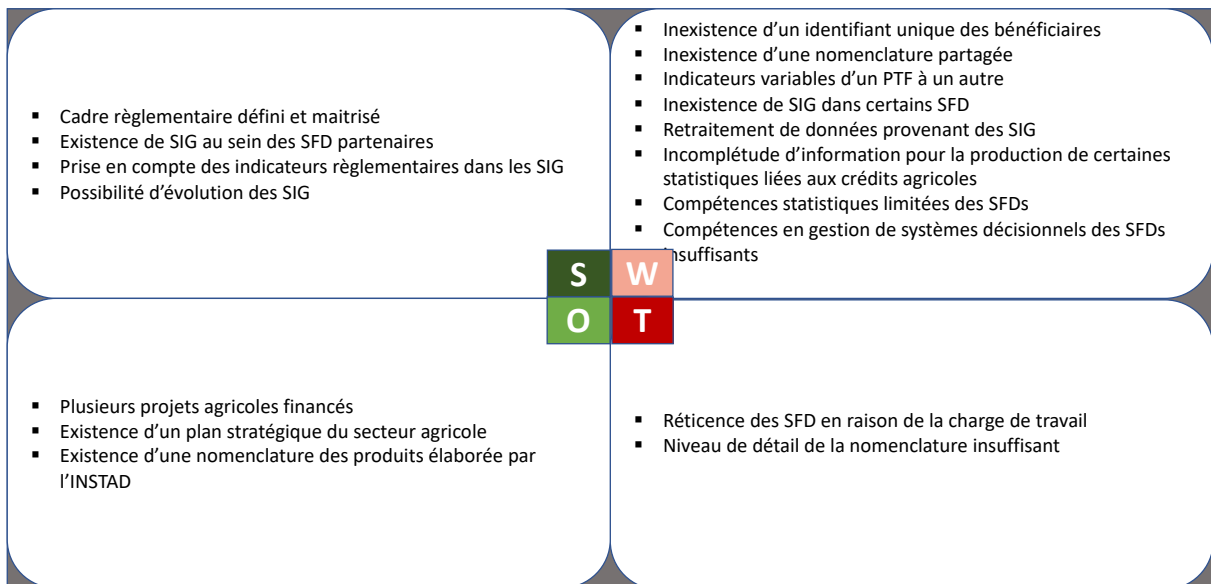 ▪ Cadre règlementaire défini et maitrisé
▪ Existence de SIG au sein des SFD partenaires
▪ Prise en compte des indicateurs règlementaires dans les SIG
▪ Possibilité d’évolution des SIG
▪ Inexistence d’un identifiant unique des bénéficiaires
▪ Inexistence d’une nomenclature partagée
▪ Indicateurs variables d’un PTF à un autre
▪ Inexistence de SIG dans certains SFD
▪ Retraitement de données provenant des SIG
▪ Incomplétude d’information pour la production de certaines
statistiques liées aux crédits agricoles
▪ Compétences statistiques limitées des SFDs
▪ Compétences en gestion de systèmes décisionnels des SFDs
insuffisants
S W
O T
▪ Plusieurs projets agricoles financés
▪ Existence d’un plan stratégique du secteur agricole
▪ Existence d’une nomenclature des produits élaborée par
l’INSTAD
▪ Réticence des SFD en raison de la charge de travail
▪ Niveau de détail de la nomenclature insuffisant